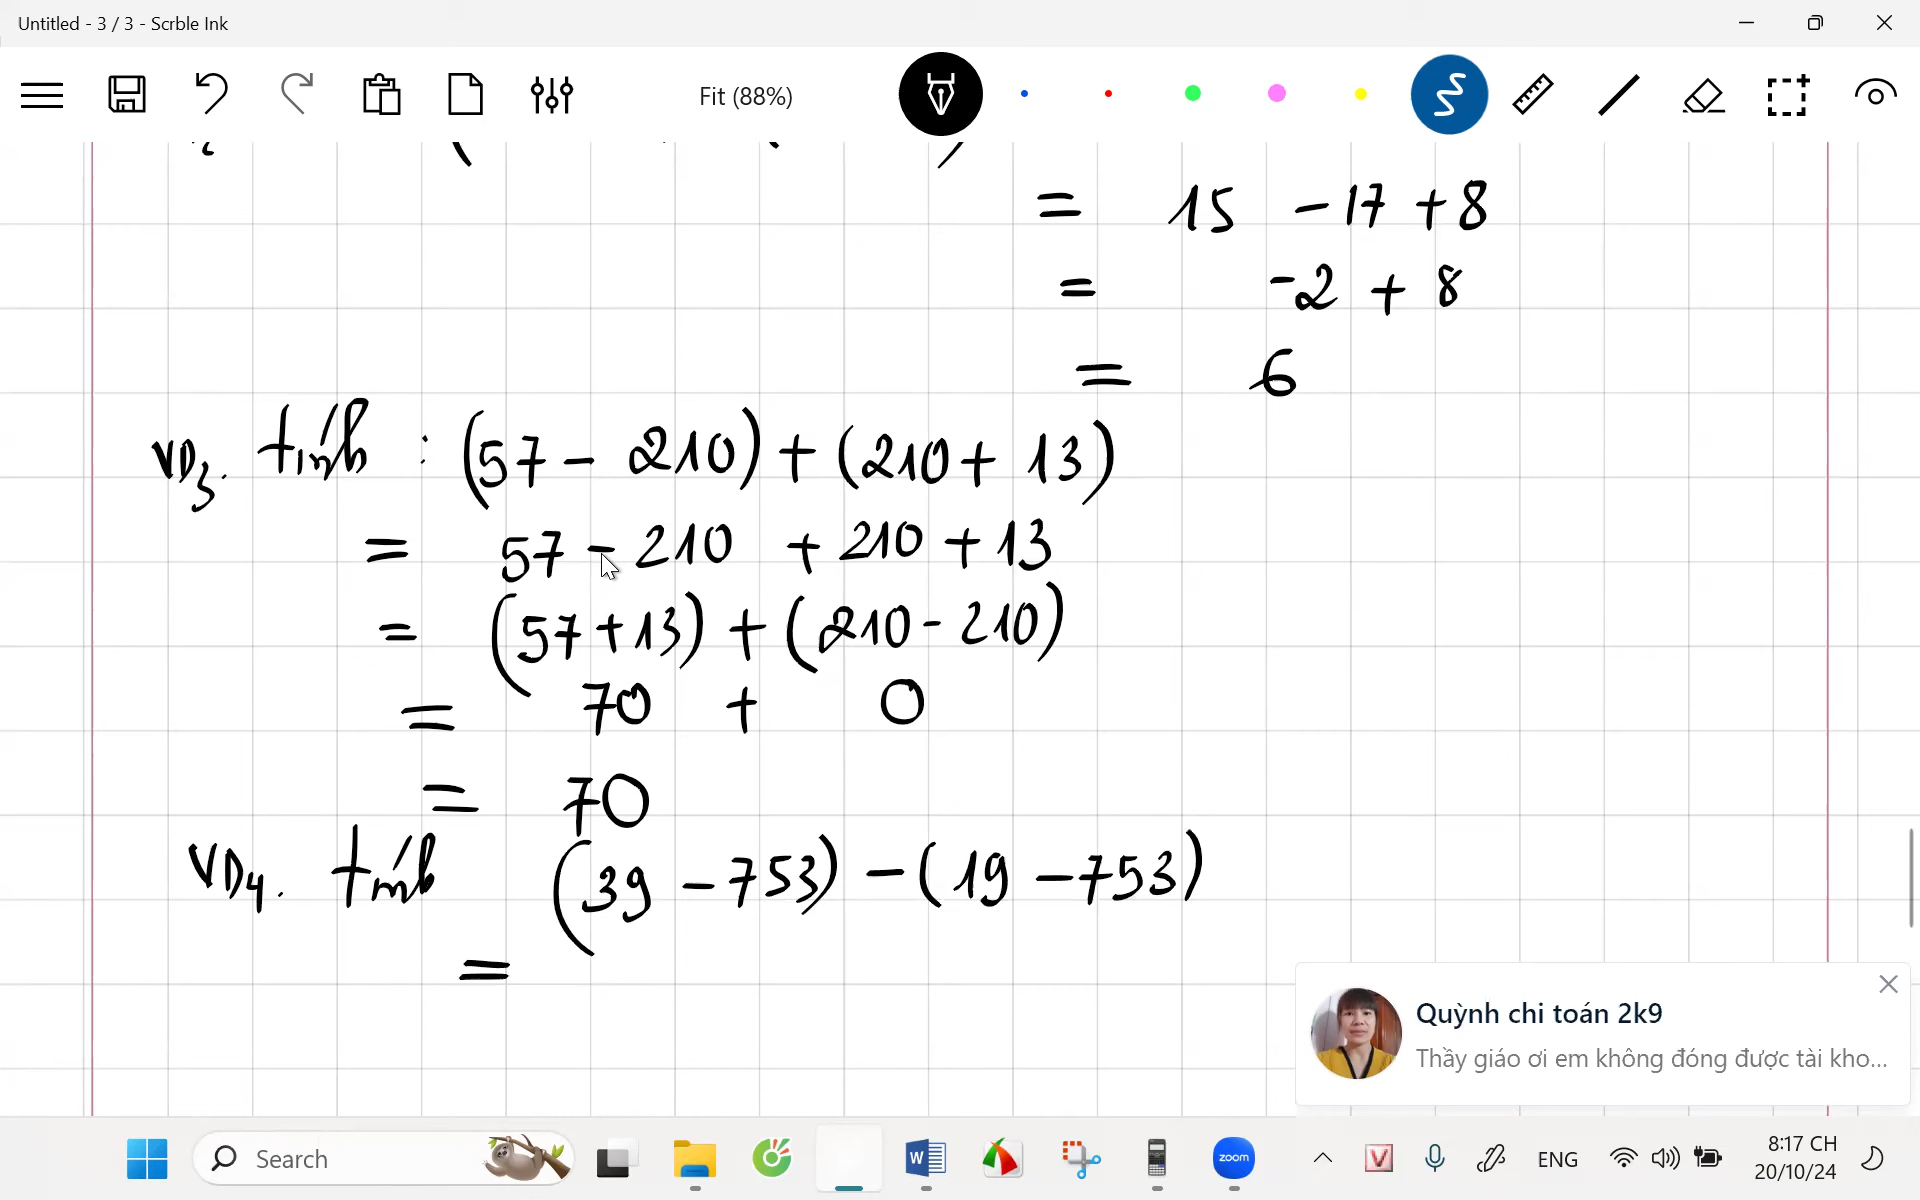 Untitled - 3 / 3 - Scrble Ink
Fit (88%)
= 15 - 17 + 8
= -2 + 8
= 6
VD3. tính : (57 - 210) + (210 + 13)
= 57 - 210 + 210 + 13
= (57 + 13) + (210 - 210)
= 70 + 0
= 70
VD4. tính (39 - 753) - (19 - 753)
=
Quỳnh chi toán 2k9
Thầy giáo ơi em không đóng được tài kho...
Search
W
zoom
V
ENG
8:17 CH
20/10/24